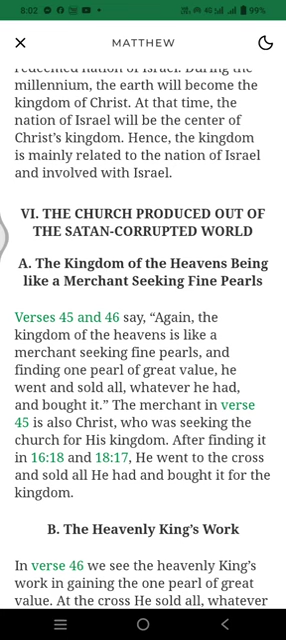 8:02
4G
99%
MATTHEW
redeemed nation of Israel. During the
millennium, the earth will become the
kingdom of Christ. At that time, the
nation of Israel will be the center of
Christ’s kingdom. Hence, the kingdom
is mainly related to the nation of Israel
and involved with Israel.
VI. THE CHURCH PRODUCED OUT OF
THE SATAN-CORRUPTED WORLD
A. The Kingdom of the Heavens Being
like a Merchant Seeking Fine Pearls
Verses 45 and 46 say, “Again, the
kingdom of the heavens is like a
merchant seeking fine pearls, and
finding one pearl of great value, he
went and sold all, whatever he had,
and bought it.” The merchant in verse
45 is also Christ, who was seeking the
church for His kingdom. After finding it
in 16:18 and 18:17, He went to the cross
and sold all He had and bought it for the
kingdom.
B. The Heavenly King’s Work
In verse 46 we see the heavenly King’s
work in gaining the one pearl of great
value. At the cross He sold all, whatever